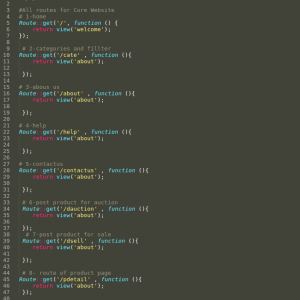 2
3 #All routes for Core Website
4 # 1-home
5 Route::get('/', function () {
6 return view('welcome');
7 });
8
9 # 2-categories and fillter
10 Route::get('/cate' , function (){
11 return view('about');
12
13 });
14
15 # 3-abous us
16 Route::get('/about' , function (){
17 return view('about');
18
19 });
20
21 # 4-help
22 Route::get('/help' , function (){
23 return view('about');
24
25 });
26
27 # 5-contactus
28 Route::get('/contactus' , function (){
29 return view('about');
30
31 });
32
33 # 6-post product for auction
34 Route::get('/dauction' , function (){
35 return view('about');
36
37 });
38 # 7-post product for sale
39 Route::get('/dsell' , function (){
40 return view('about');
41
42 });
43
44 # 8- route of product page
45 Route::get('/pdetail' , function (){
46 return view('about');
47 });
48